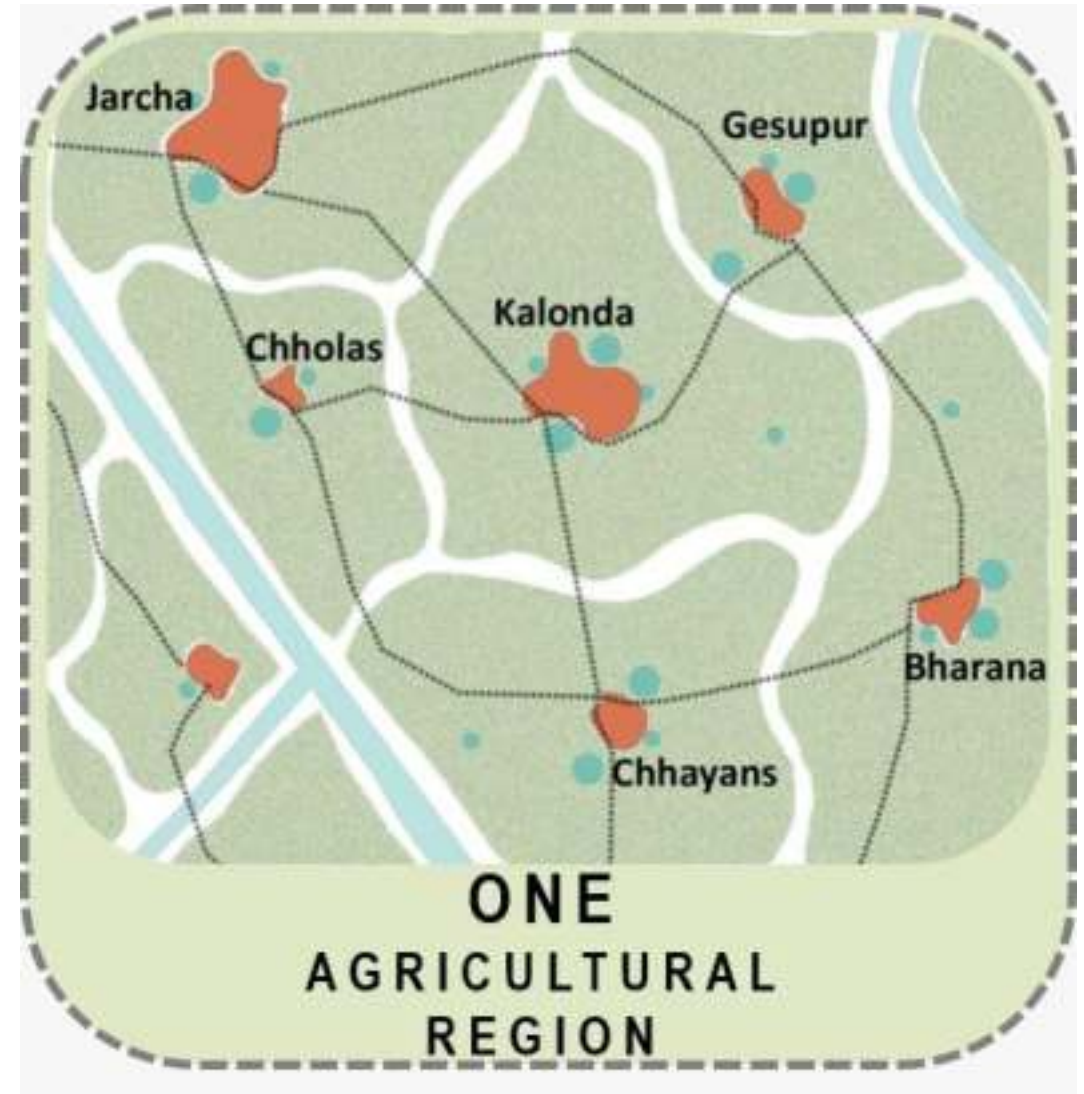 Jarcha
Gesupur
Kalonda
Chholas
Bharana
Chhayans
ONE
AGRICULTURAL
REGION